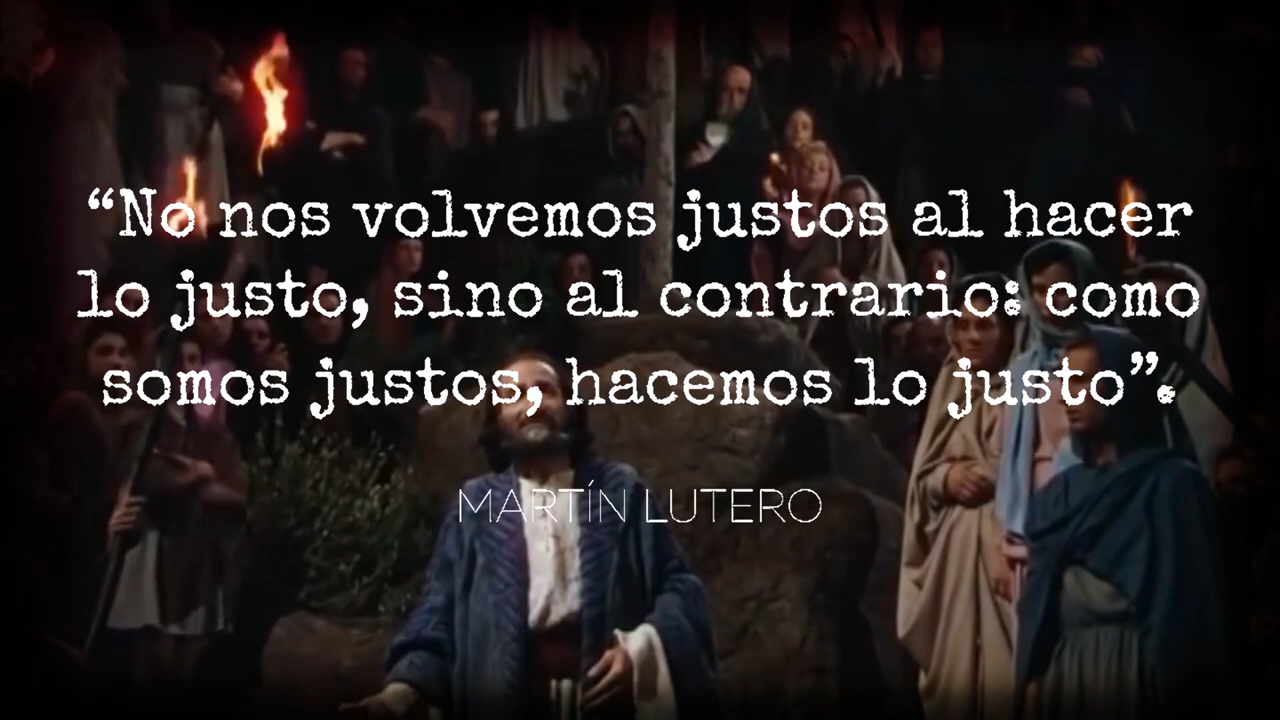 “No nos volvemos justos al hacer
lo justo, sino al contrario: como
somos justos, hacemos lo justo”.
MARTÍN LUTERO